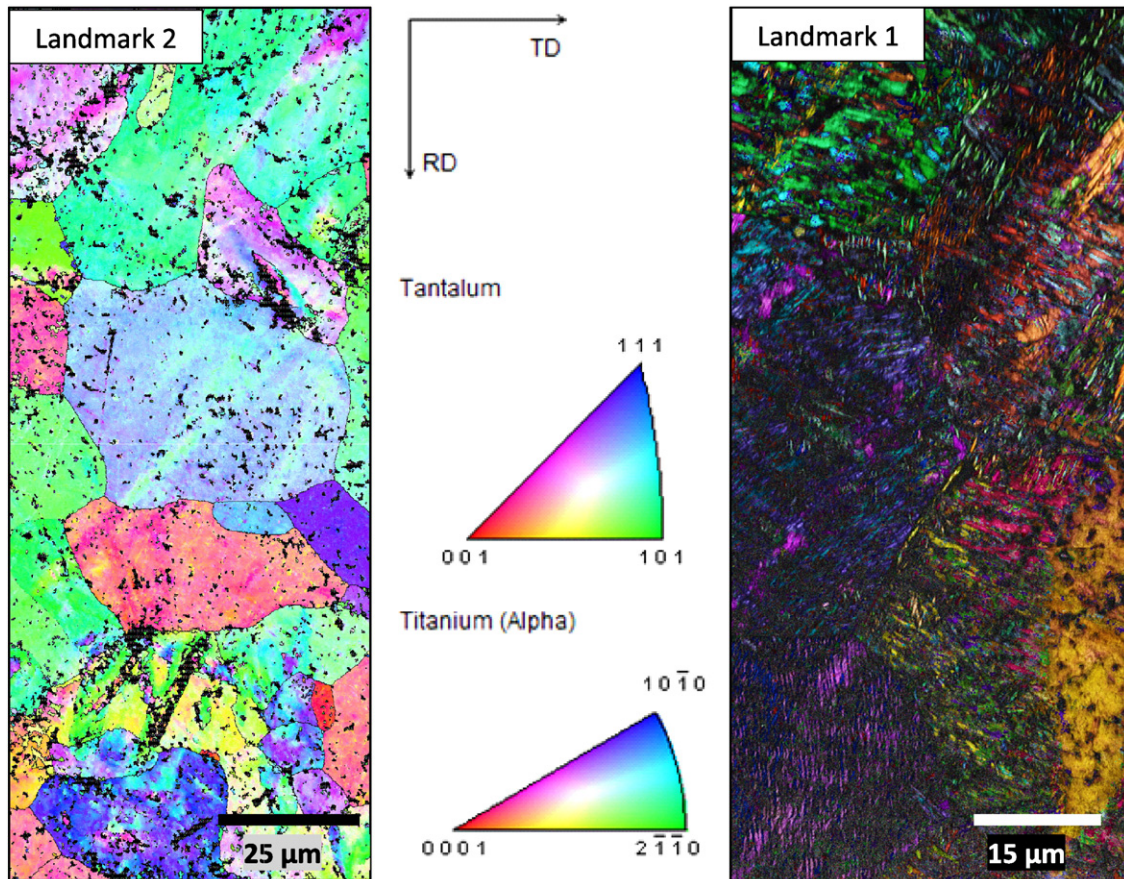 Landmark 2
TD
RD
Landmark 1
Tantalum
1 1 1
0 0 1
1 0 1
Titanium (Alpha)
1 0 1̄ 0
0 0 0 1
2 1̄ 1̄ 0
25 µm
15 µm